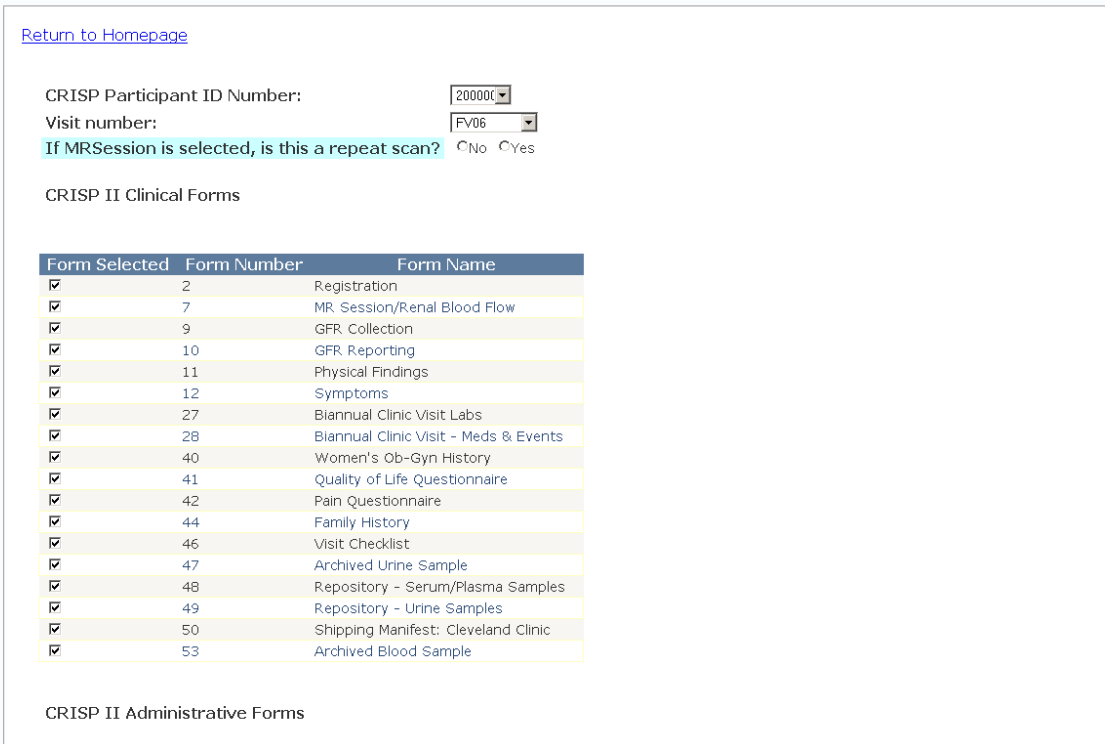 Return to Homepage
CRISP Participant ID Number: 200000
Visit number: FV06
If MRSession is selected, is this a repeat scan? No Yes
CRISP II Clinical Forms
Form Selected Form Number Form Name
2 Registration
7 MR Session/Renal Blood Flow
9 GFR Collection
10 GFR Reporting
11 Physical Findings
12 Symptoms
27 Biannual Clinic Visit Labs
28 Biannual Clinic Visit - Meds & Events
40 Women's Ob-Gyn History
41 Quality of Life Questionnaire
42 Pain Questionnaire
44 Family History
46 Visit Checklist
47 Archived Urine Sample
48 Repository - Serum/Plasma Samples
49 Repository - Urine Samples
50 Shipping Manifest: Cleveland Clinic
53 Archived Blood Sample
CRISP II Administrative Forms